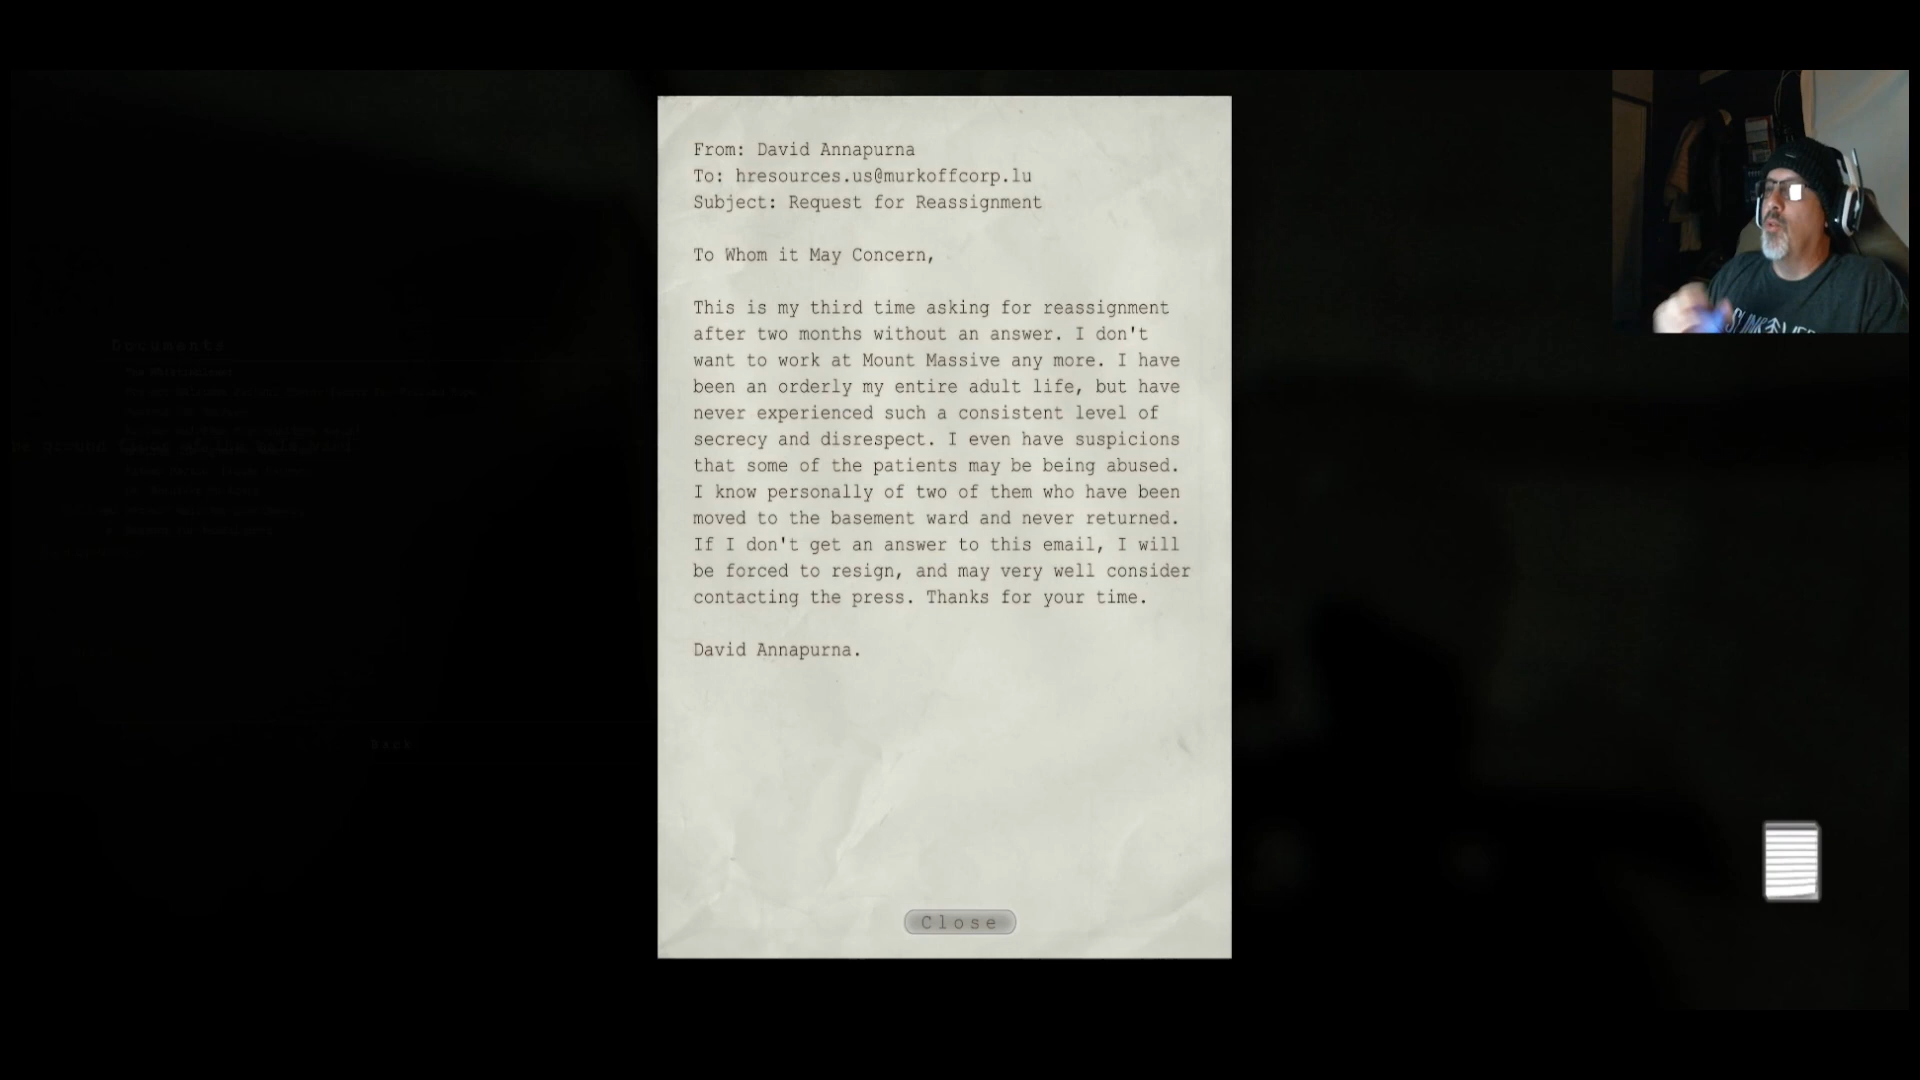 From: David Annapurna
To: hresources.us@murkoffcorp.lu
Subject: Request for Reassignment
To Whom it May Concern,
This is my third time asking for reassignment
after two months without an answer. I don't
want to work at Mount Massive any more. I have
been an orderly my entire adult life, but have
never experienced such a consistent level of
secrecy and disrespect. I even have suspicions
that some of the patients may be being abused.
I know personally of two of them who have been
moved to the basement ward and never returned.
If I don't get an answer to this email, I will
be forced to resign, and may very well consider
contacting the press. Thanks for your time.
David Annapurna.
Close
Documents
Back